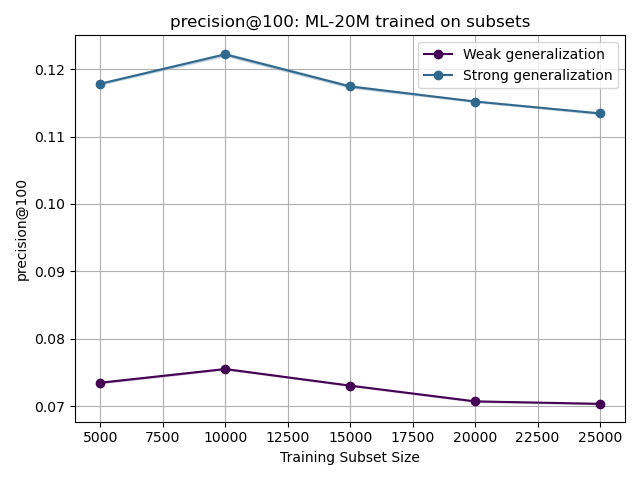 precision@100: ML-20M trained on subsets
Weak generalization
Strong generalization
precision@100
0.12
0.11
0.10
0.09
0.08
0.07
5000 7500 10000 12500 15000 17500 20000 22500 25000
Training Subset Size